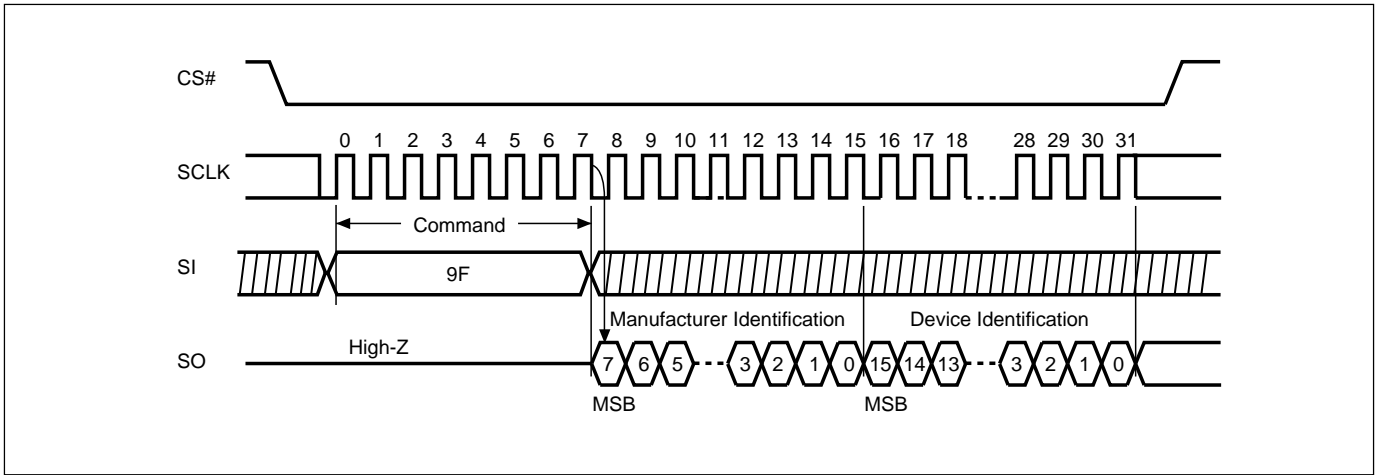 CS#
0 1 2 3 4 5 6 7 8 9 10 11 12 13 14 15 16 17 18 28 29 30 31
SCLK
Command
SI
9F
Manufacturer Identification Device Identification
High-Z
SO
7 6 5 3 2 1 0 15 14 13 3 2 1 0
MSB MSB